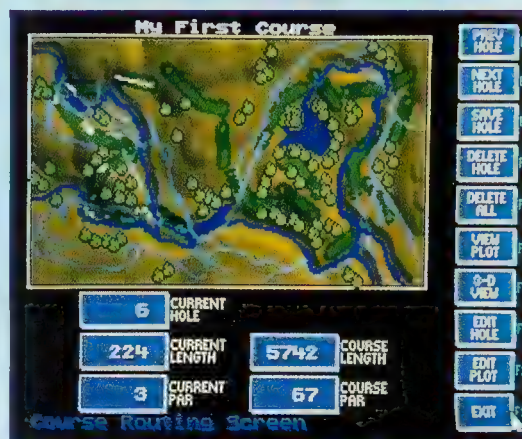 My First Course
PREV
HOLE
NEXT
HOLE
SAVE
HOLE
DELETE
HOLE
DELETE
ALL
VIEW
PLOT
3-D
VIEW
EDIT
HOLE
EDIT
PLOT
EXIT
6 CURRENT
HOLE
224 CURRENT
LENGTH
5742 COURSE
LENGTH
3 CURRENT
PAR
67 COURSE
PAR
Course Routing Screen